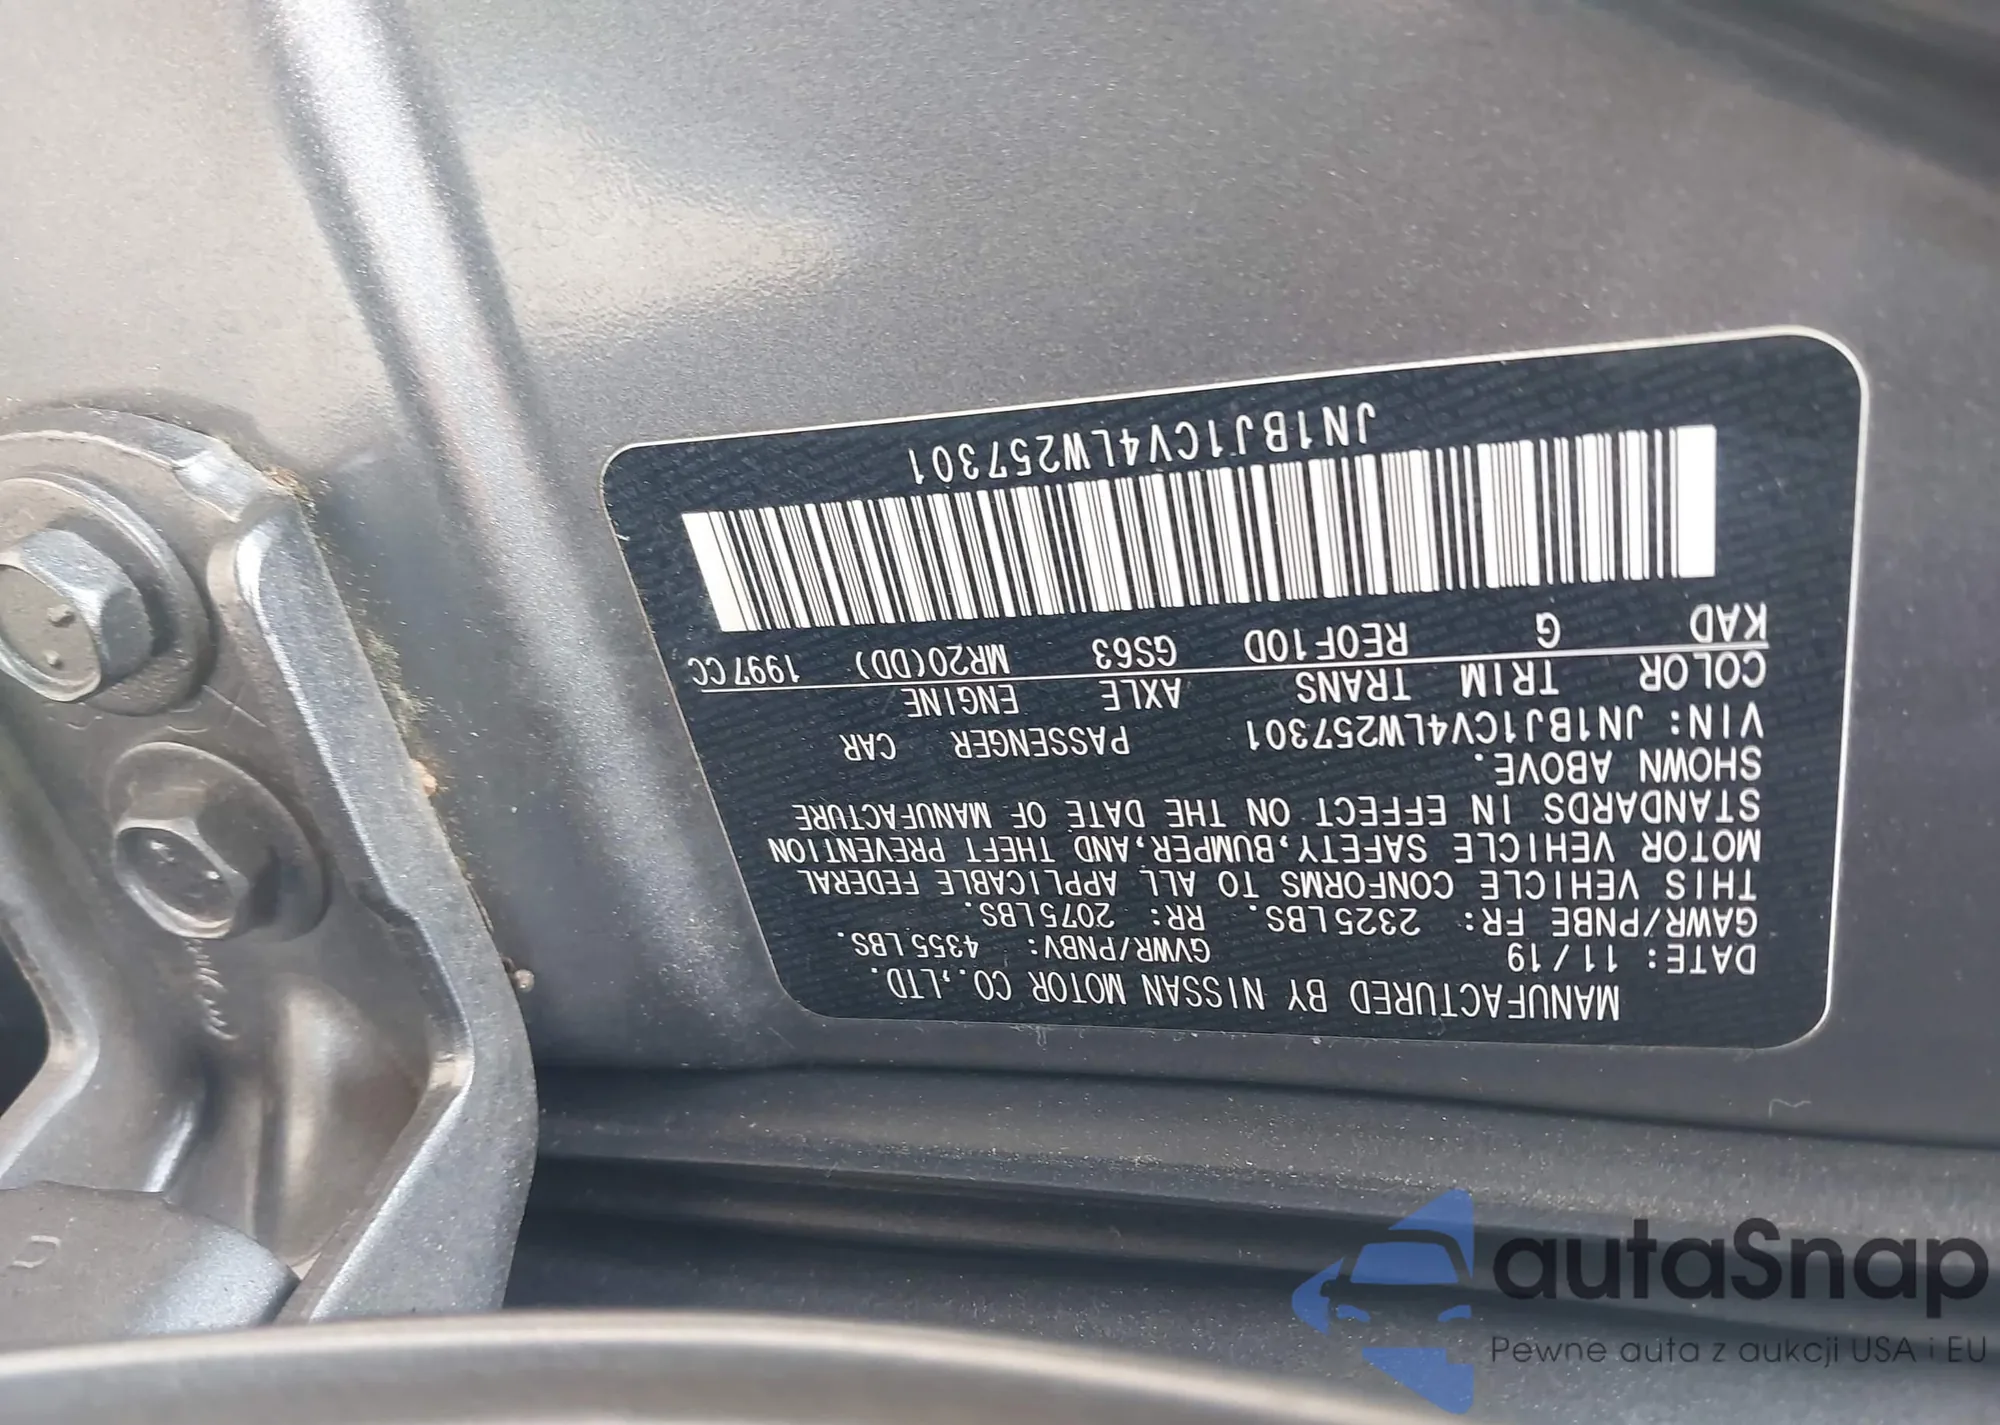 MANUFACTURED BY NISSAN MOTOR CO.,LTD.
DATE: 11/19 GVWR/PNBV: 4355LBS.
GAWR/PNBE FR: 2325LBS. RR: 2075LBS.
THIS VEHICLE CONFORMS TO ALL APPLICABLE FEDERAL
MOTOR VEHICLE SAFETY,BUMPER,AND THEFT PREVENTION
STANDARDS IN EFFECT ON THE DATE OF MANUFACTURE
SHOWN ABOVE.
VIN: JN1BJ1CV4LW257301 PASSENGER CAR
COLOR TRIM TRANS AXLE ENGINE
KAD G RE0F10D GS63 MR20(DD) 1997CC
JN1BJ1CV4LW257301
autaSnap
Pewne auta z aukcji USA i EU